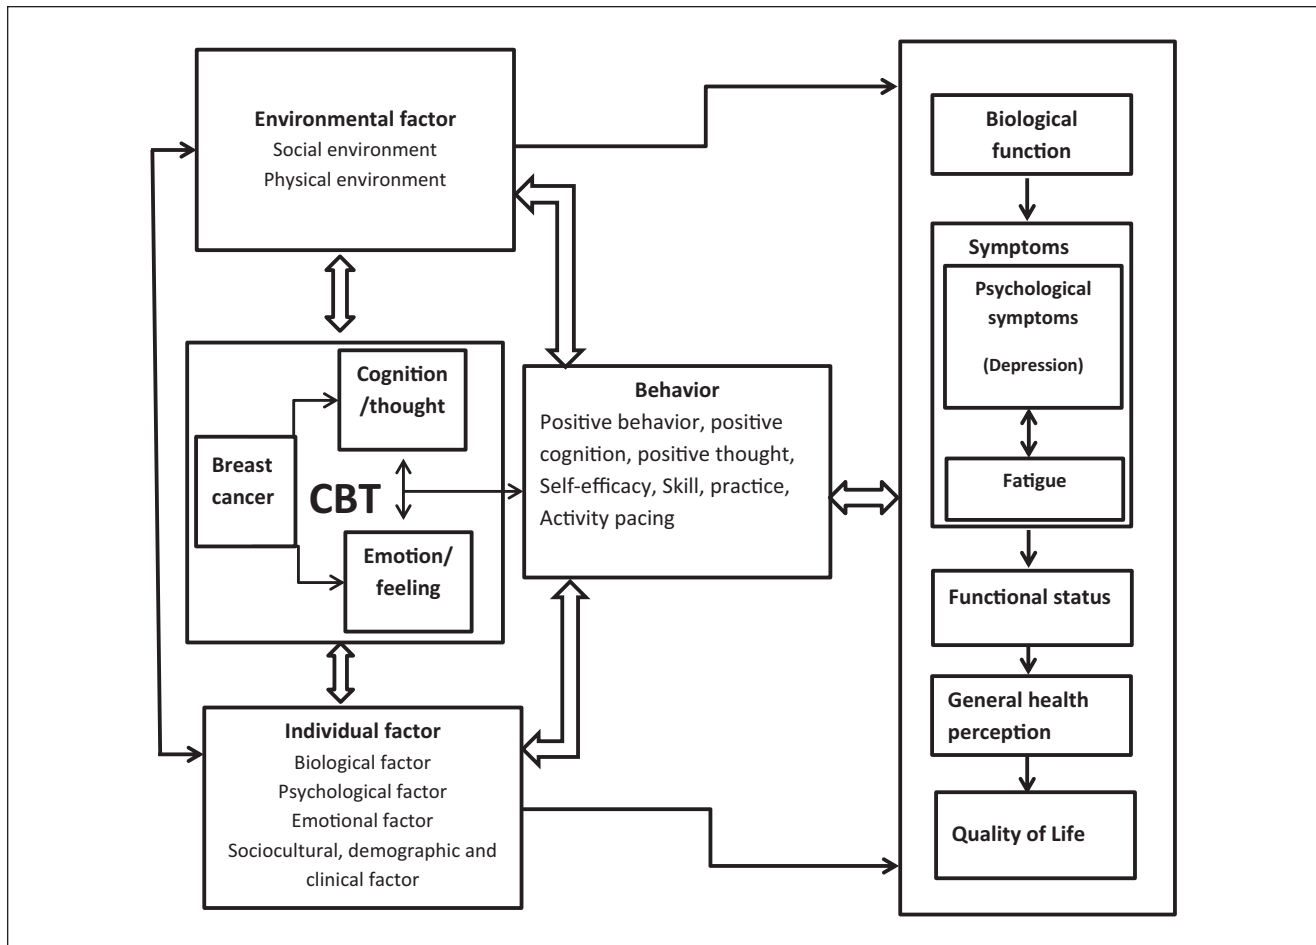 Environmental factor
Social environment
Physical environment
Cognition
/thought
Breast
cancer
CBT
Emotion/
feeling
Individual factor
Biological factor
Psychological factor
Emotional factor
Sociocultural, demographic and
clinical factor
Behavior
Positive behavior, positive
cognition, positive thought,
Self-efficacy, Skill, practice,
Activity pacing
Biological
function
Symptoms
Psychological
symptoms
(Depression)
Fatigue
Functional status
General health
perception
Quality of Life